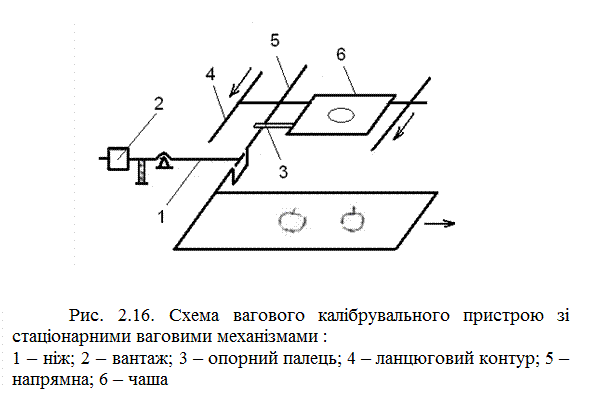 5
6
4
2
3
1
Рис. 2.16. Схема вагового калібрувального пристрою зі
стаціонарними ваговими механізмами :
1 – ніж; 2 – вантаж; 3 – опорний палець; 4 – ланцюговий контур; 5 –
напрямна; 6 – чаша